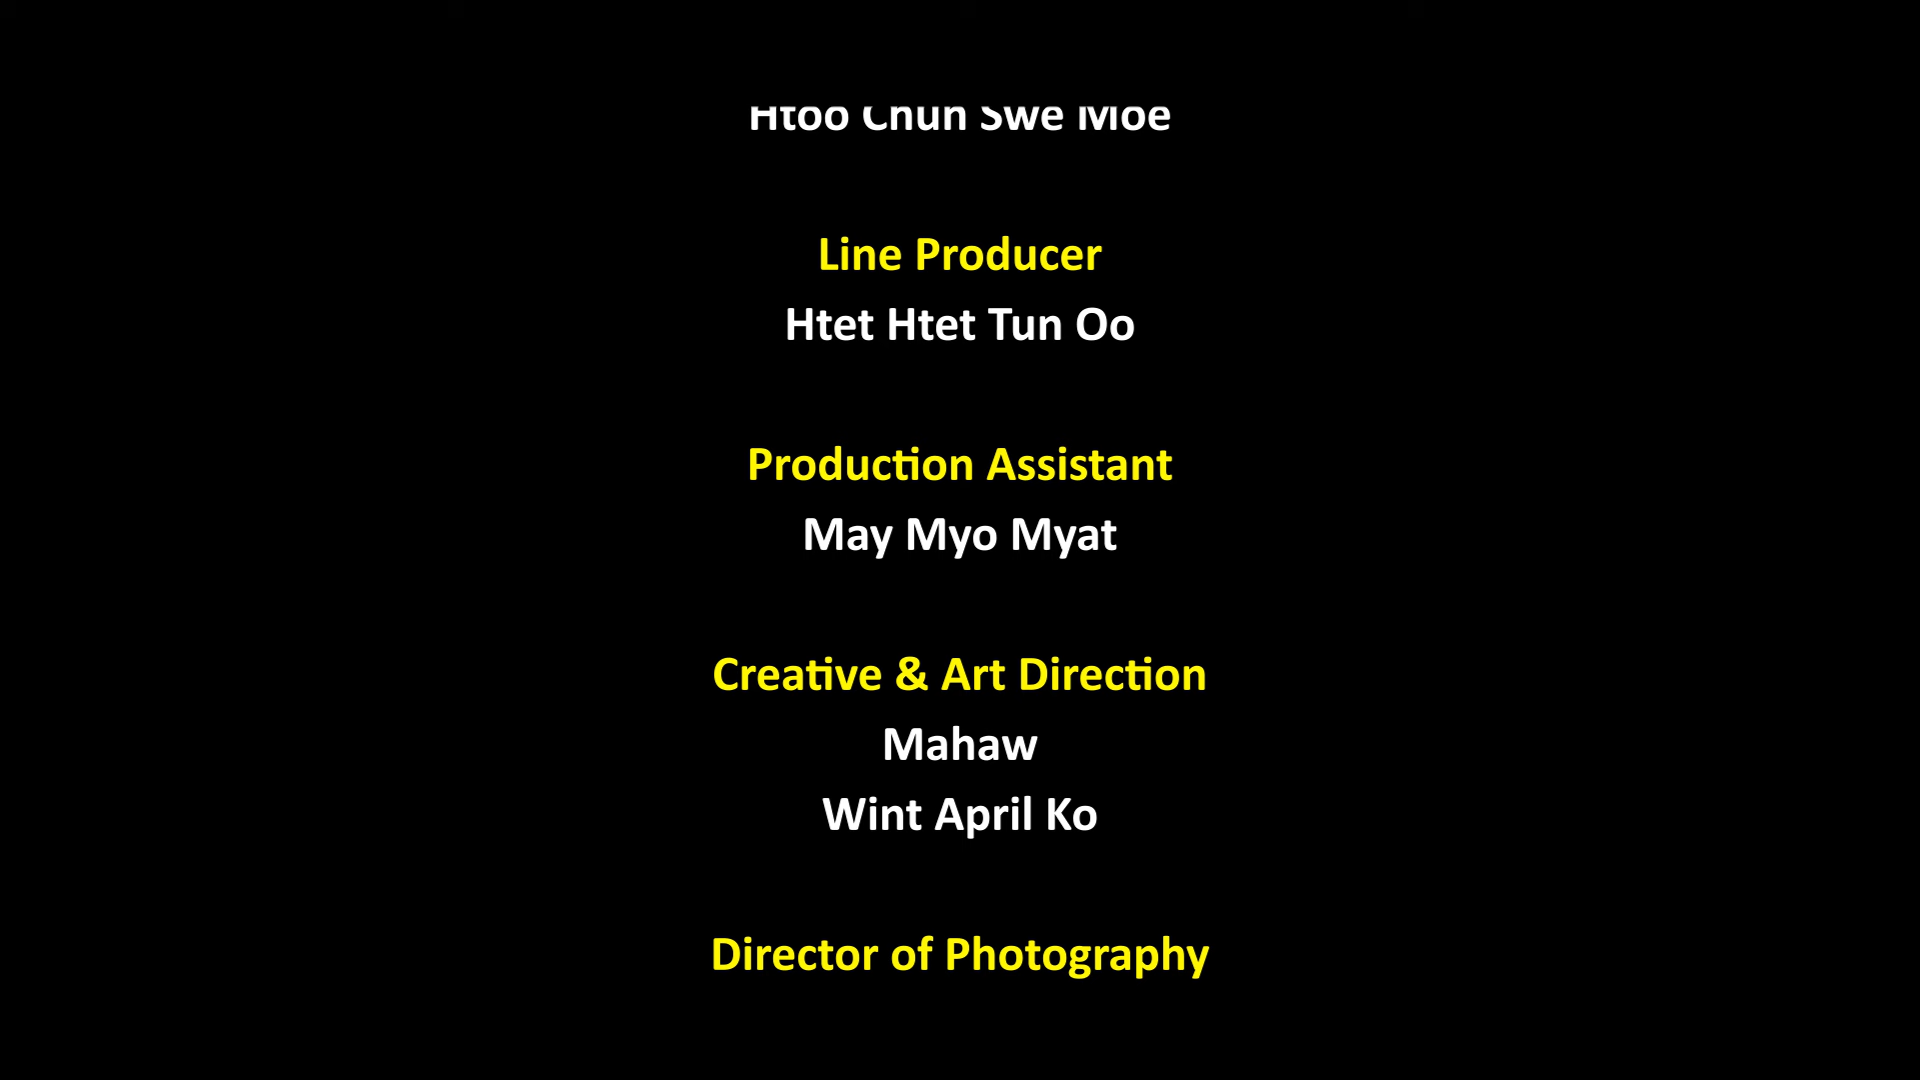 Htoo Chun Swe Moe
Line Producer
Htet Htet Tun Oo
Production Assistant
May Myo Myat
Creative & Art Direction
Mahaw
Wint April Ko
Director of Photography